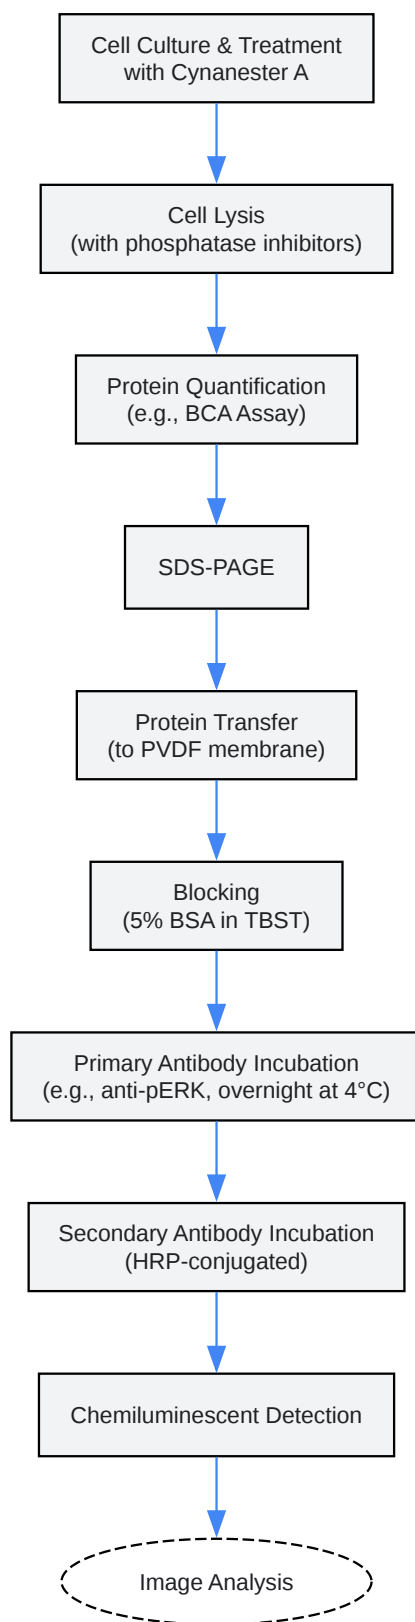 Cell Culture & Treatment
with Cynanester A
Cell Lysis
(with phosphatase inhibitors)
Protein Quantification
(e.g., BCA Assay)
SDS-PAGE
Protein Transfer
(to PVDF membrane)
Blocking
(5% BSA in TBST)
Primary Antibody Incubation
(e.g., anti-pERK, overnight at 4°C)
Secondary Antibody Incubation
(HRP-conjugated)
Chemiluminescent Detection
Image Analysis